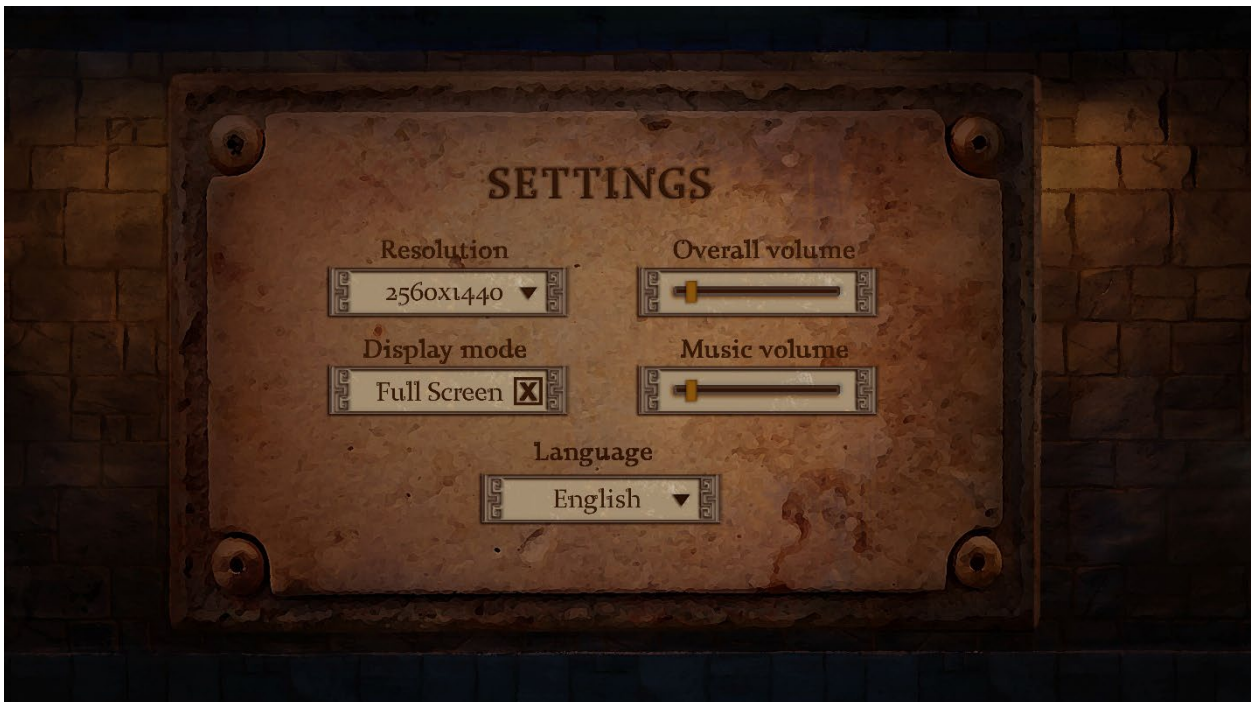 SETTINGS
Resolution
2560x1440
Overall volume
Display mode
Full Screen X
Music volume
Language
English